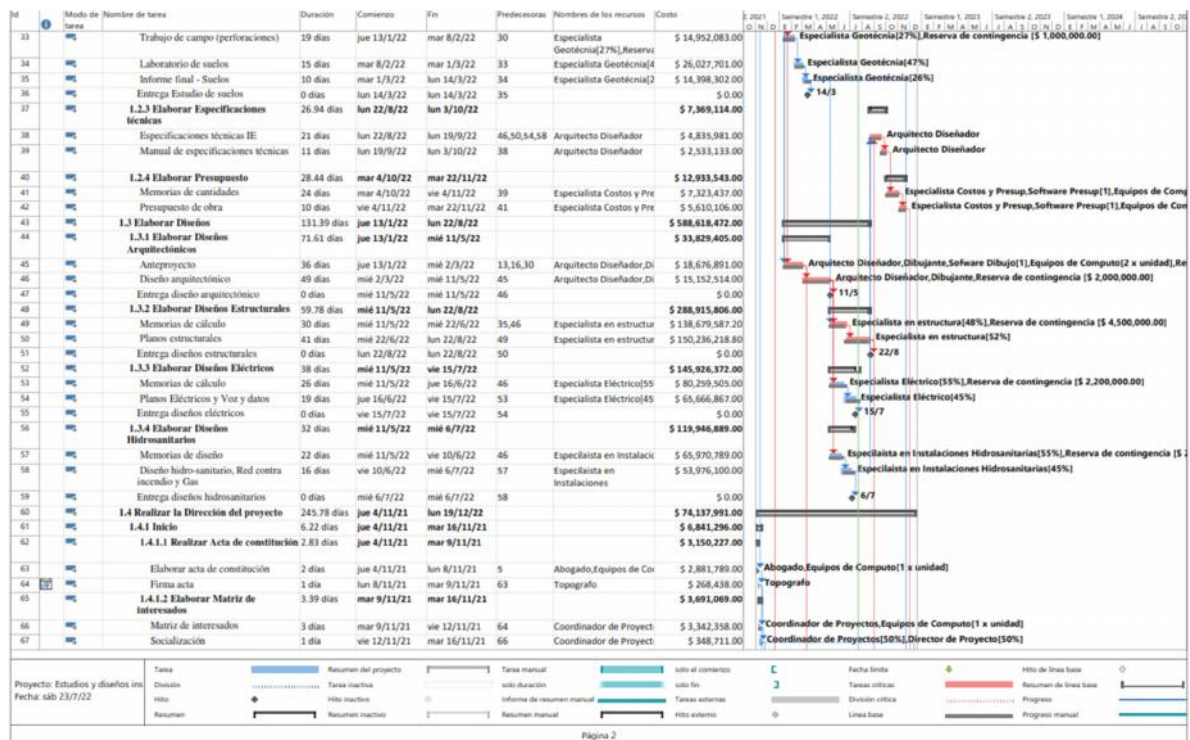 Id Modo de tarea Nombre de tarea Duración Comienzo Fin Predecesoras Nombres de los recursos Costo , 2021 Semestre 1, 2022 Semestre 2, 2022 Semestre 1, 2023 Semestre 2, 2023 Semestre 1, 2024 Semestre 2, 20
33 Trabajo de campo (perforaciones) 19 días jue 13/1/22 mar 8/2/22 30 Especialista Geotécnia[27%],Reserva $ 14,952,083.00 Especialista Geotécnia[27%],Reserva de contingencia [$ 1,000,000.00]
34 Laboratorio de suelos 15 días mar 8/2/22 mar 1/3/22 33 Especialista Geotécnia[4 $ 26,027,701.00 Especialista Geotécnia[47%]
35 Informe final - Suelos 10 días mar 1/3/22 lun 14/3/22 34 Especialista Geotécnia[2 $ 14,398,302.00 Especialista Geotécnia[26%]
36 Entrega Estudio de suelos 0 días lun 14/3/22 lun 14/3/22 35 $ 0.00 14/3
37 1.2.3 Elaborar Especificaciones técnicas 26.94 días lun 22/8/22 lun 3/10/22 $ 7,369,114.00
38 Especificaciones técnicas IE 21 días lun 22/8/22 lun 19/9/22 46,50,54,58 Arquitecto Diseñador $ 4,835,981.00 Arquitecto Diseñador
39 Manual de especificaciones técnicas 11 días lun 19/9/22 lun 3/10/22 38 Arquitecto Diseñador $ 2,533,133.00 Arquitecto Diseñador
40 1.2.4 Elaborar Presupuesto 28.44 días mar 4/10/22 mar 22/11/22 $ 12,933,543.00
41 Memorias de cantidades 24 días mar 4/10/22 vie 4/11/22 39 Especialista Costos y Pre $ 7,323,437.00 Especialista Costos y Presup,Software Presup[1],Equipos de Comp
42 Presupuesto de obra 10 días vie 4/11/22 mar 22/11/22 41 Especialista Costos y Pre $ 5,610,106.00 Especialista Costos y Presup,Software Presup[1],Equipos de Con
43 1.3 Elaborar Diseños 131.39 días jue 13/1/22 lun 22/8/22 $ 588,618,472.00
44 1.3.1 Elaborar Diseños Arquitectónicos 71.61 días jue 13/1/22 mié 11/5/22 $ 33,829,405.00
45 Anteproyecto 36 días jue 13/1/22 mié 2/3/22 13,16,30 Arquitecto Diseñador,Di $ 18,676,891.00 Arquitecto Diseñador,Dibujante,Sofware Dibujo[1],Equipos de Computo[2 x unidad],Re
46 Diseño arquitectónico 49 días mié 2/3/22 mié 11/5/22 45 Arquitecto Diseñador,Di $ 15,152,514.00 Arquitecto Diseñador,Dibujante,Reserva de contingencia [$ 2,000,000.00]
47 Entrega diseño arquitectónico 0 días mié 11/5/22 mié 11/5/22 46 $ 0.00 11/5
48 1.3.2 Elaborar Diseños Estructurales 59.78 días mié 11/5/22 lun 22/8/22 $ 288,915,806.00
49 Memorias de cálculo 30 días mié 11/5/22 mié 22/6/22 35,46 Especialista en estructur $ 138,679,587.20 Especialista en estructura[48%],Reserva de contingencia [$ 4,500,000.00]
50 Planos estructurales 41 días mié 22/6/22 lun 22/8/22 49 Especialista en estructur $ 150,236,218.80 Especialista en estructura[52%]
51 Entrega diseños estructurales 0 días lun 22/8/22 lun 22/8/22 50 $ 0.00 22/8
52 1.3.3 Elaborar Diseños Eléctricos 38 días mié 11/5/22 vie 15/7/22 $ 145,926,372.00
53 Memorias de cálculo 26 días mié 11/5/22 jue 16/6/22 46 Especialista Eléctrico[55 $ 80,259,505.00 Especialista Eléctrico[55%],Reserva de contingencia [$ 2,200,000.00]
54 Planos Eléctricos y Voz y datos 19 días jue 16/6/22 vie 15/7/22 53 Especialista Eléctrico[45 $ 65,666,867.00 Especialista Eléctrico[45%]
55 Entrega diseños eléctricos 0 días vie 15/7/22 vie 15/7/22 54 $ 0.00 15/7
56 1.3.4 Elaborar Diseños Hidrosanitarios 32 días mié 11/5/22 mié 6/7/22 $ 119,946,889.00
57 Memorias de diseño 22 días mié 11/5/22 vie 10/6/22 46 Especilaista en Instalacic $ 65,970,789.00 Especilaista en Instalaciones Hidrosanitarias[55%],Reserva de contingencia [$ 2
58 Diseño hidro-sanitario, Red contra incendio y Gas 16 días vie 10/6/22 mié 6/7/22 57 Especilaista en Instalaciones $ 53,976,100.00 Especilaista en Instalaciones Hidrosanitarias[45%]
59 Entrega diseños hidrosanitarios 0 días mié 6/7/22 mié 6/7/22 58 $ 0.00 6/7
60 1.4 Realizar la Dirección del proyecto 245.78 días jue 4/11/21 lun 19/12/22 $ 74,137,991.00
61 1.4.1 Inicio 6.22 días jue 4/11/21 mar 16/11/21 $ 6,841,296.00
62 1.4.1.1 Realizar Acta de constitución 2.83 días jue 4/11/21 mar 9/11/21 $ 3,150,227.00
63 Elaborar acta de constitución 2 días jue 4/11/21 lun 8/11/21 5 Abogado,Equipos de Co $ 2,881,789.00 Abogado,Equipos de Computo[1 x unidad]
64 Firma acta 1 día lun 8/11/21 mar 9/11/21 63 Topografo $ 268,438.00 Topografo
65 1.4.1.2 Elaborar Matriz de interesados 3.39 días mar 9/11/21 mar 16/11/21 $ 3,691,069.00
66 Matriz de interesados 3 días mar 9/11/21 vie 12/11/21 64 Coordinador de Proyect $ 3,342,358.00 Coordinador de Proyectos,Equipos de Computo[1 x unidad]
67 Socialización 1 día vie 12/11/21 mar 16/11/21 66 Coordinador de Proyect $ 348,711.00 Coordinador de Proyectos[50%],Director de Proyecto[50%]
Proyecto: Estudios y diseños ins
Fecha: sáb 23/7/22
Tarea Resumen del proyecto Tarea manual solo el comienzo Fecha límite Hito de línea base
División Tarea inactiva solo duración solo fin Tareas críticas Resumen de línea base
Hito Hito inactivo Informe de resumen manual Tareas externas División crítica Progreso
Resumen Resumen inactivo Resumen manual Hito externo Línea base Progreso manual
Página 2